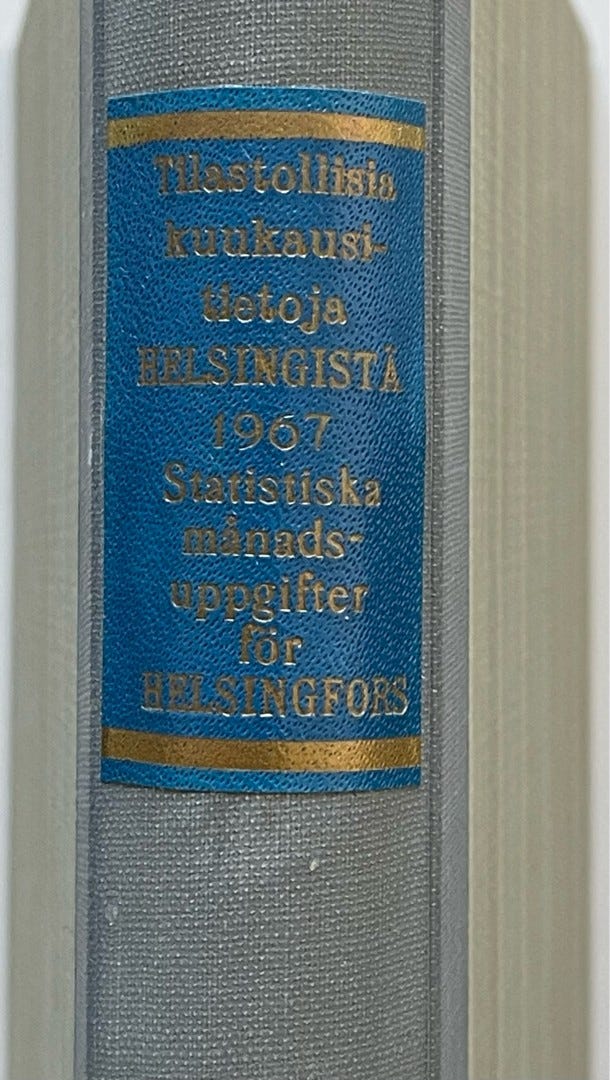 Tilastollisia
kuukausi-
tietoja
HELSINGISTÄ
1967
Statistiska
månads-
uppgifter
för
HELSINGFORS